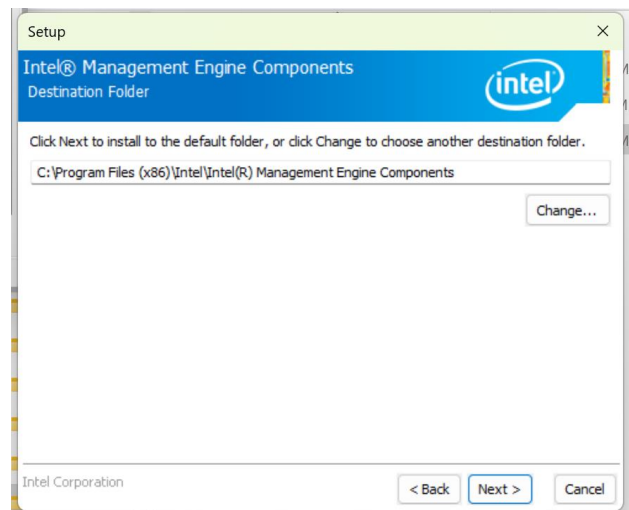 Setup
Intel® Management Engine Components
Destination Folder
intel
Click Next to install to the default folder, or click Change to choose another destination folder.
C:\Program Files (x86)\Intel\Intel(R) Management Engine Components
Change...
Intel Corporation
< Back Next > Cancel